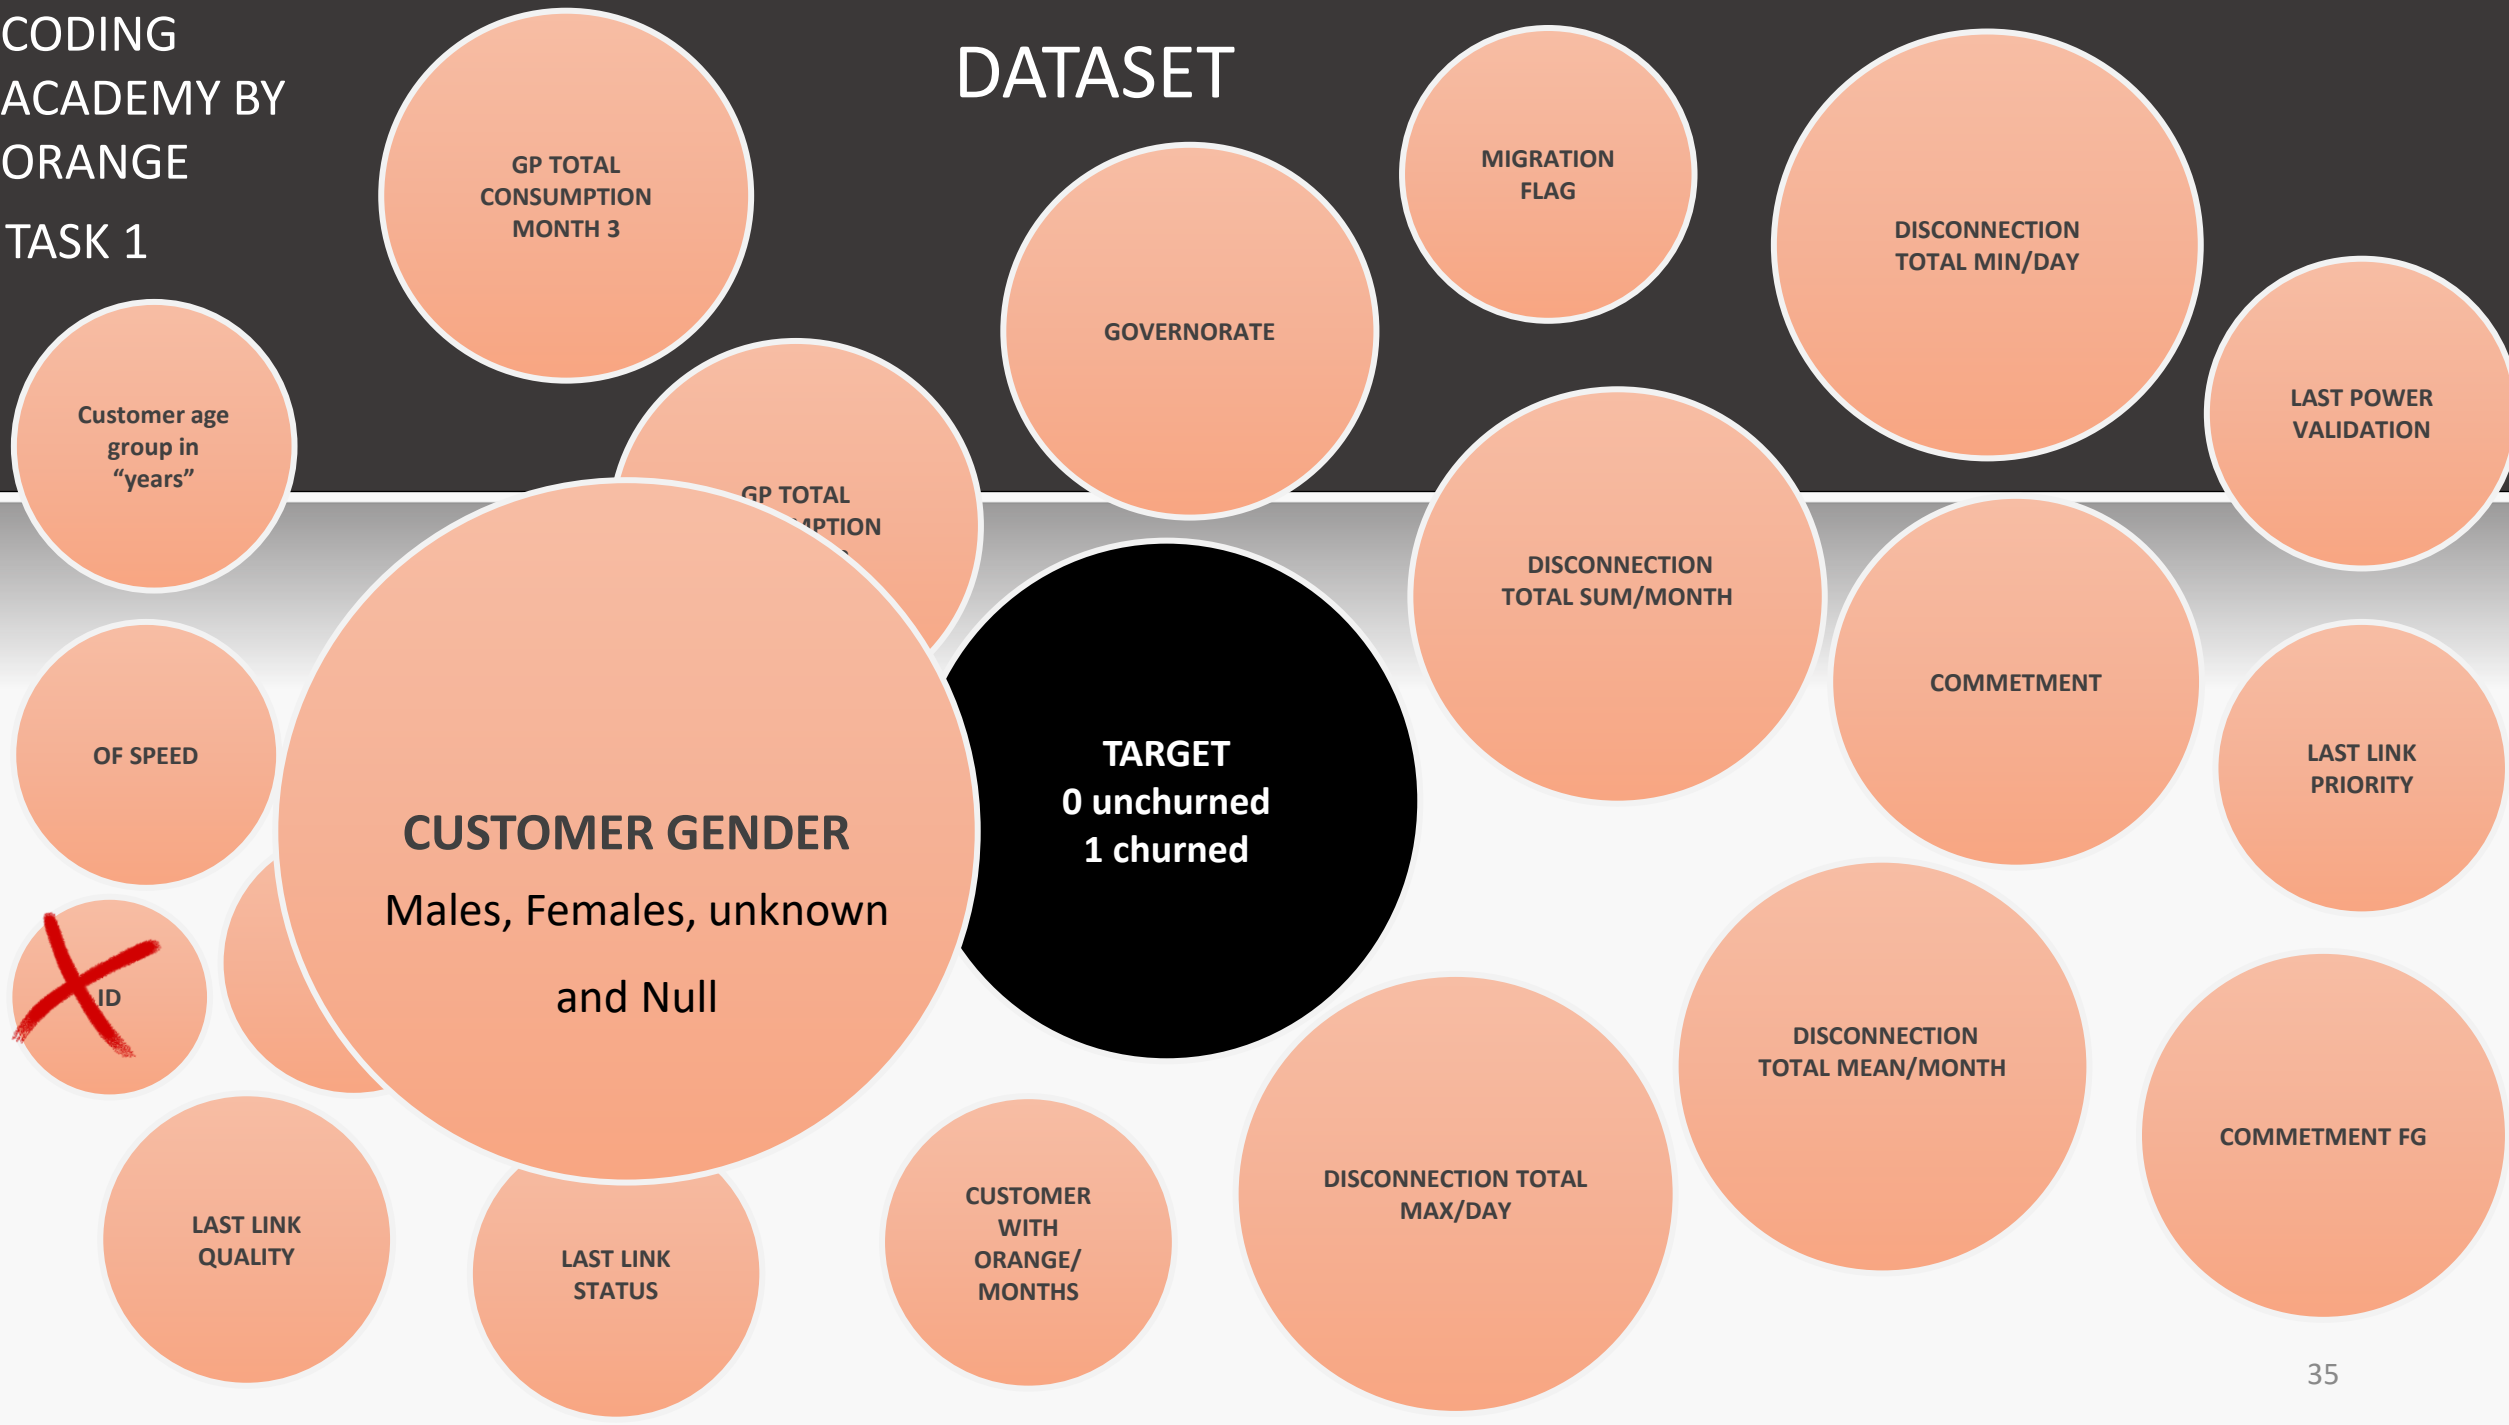 CODING
ACADEMY BY
ORANGE
TASK 1
DATASET
GP TOTAL
CONSUMPTION
MONTH 3
MIGRATION
FLAG
DISCONNECTION
TOTAL MIN/DAY
GOVERNORATE
LAST POWER
VALIDATION
Customer age
group in
“years”
GP TOTAL
DISCONNECTION
TOTAL SUM/MONTH
COMMETMENT
OF SPEED
TARGET
0 unchurned
1 churned
LAST LINK
PRIORITY
CUSTOMER GENDER
Males, Females, unknown
and Null
ID
DISCONNECTION
TOTAL MEAN/MONTH
COMMETMENT FG
DISCONNECTION TOTAL
MAX/DAY
LAST LINK
QUALITY
LAST LINK
STATUS
CUSTOMER
WITH
ORANGE/
MONTHS
35